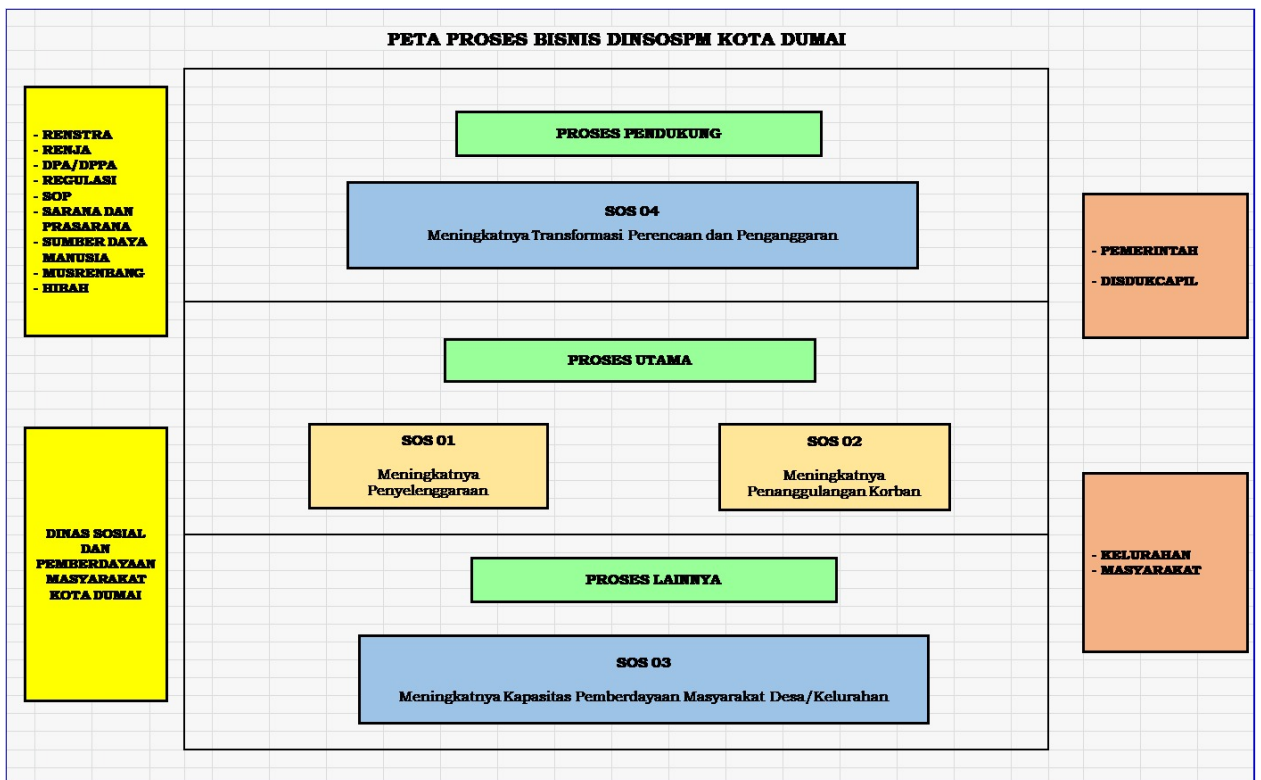 PETA PROSES BISNIS DINSOSPM KOTA DUMAI
- RENSTRA
- RENJA
- DPA/DPPA
- REGULASI
- SOP
- SARANA DAN
PRASARANA
- SUMBER DAYA
MANUSIA
- MUSRENBANG
- HIBAH
PROSES PENDUKUNG
SOS 04
Meningkatnya Transformasi Perencaan dan Penganggaran
- PEMERINTAH
- DISDUKCAPIL
PROSES UTAMA
SOS 01
Meningkatnya
Penyelenggaraan
SOS 02
Meningkatnya
Penanggulangan Korban
DINAS SOSIAL
DAN
PEMBERDAYAAN
MASYARAKAT
KOTA DUMAI
- KELURAHAN
- MASYARAKAT
PROSES LAINNYA
SOS 03
Meningkatnya Kapasitas Pemberdayaan Masyarakat Desa/Kelurahan